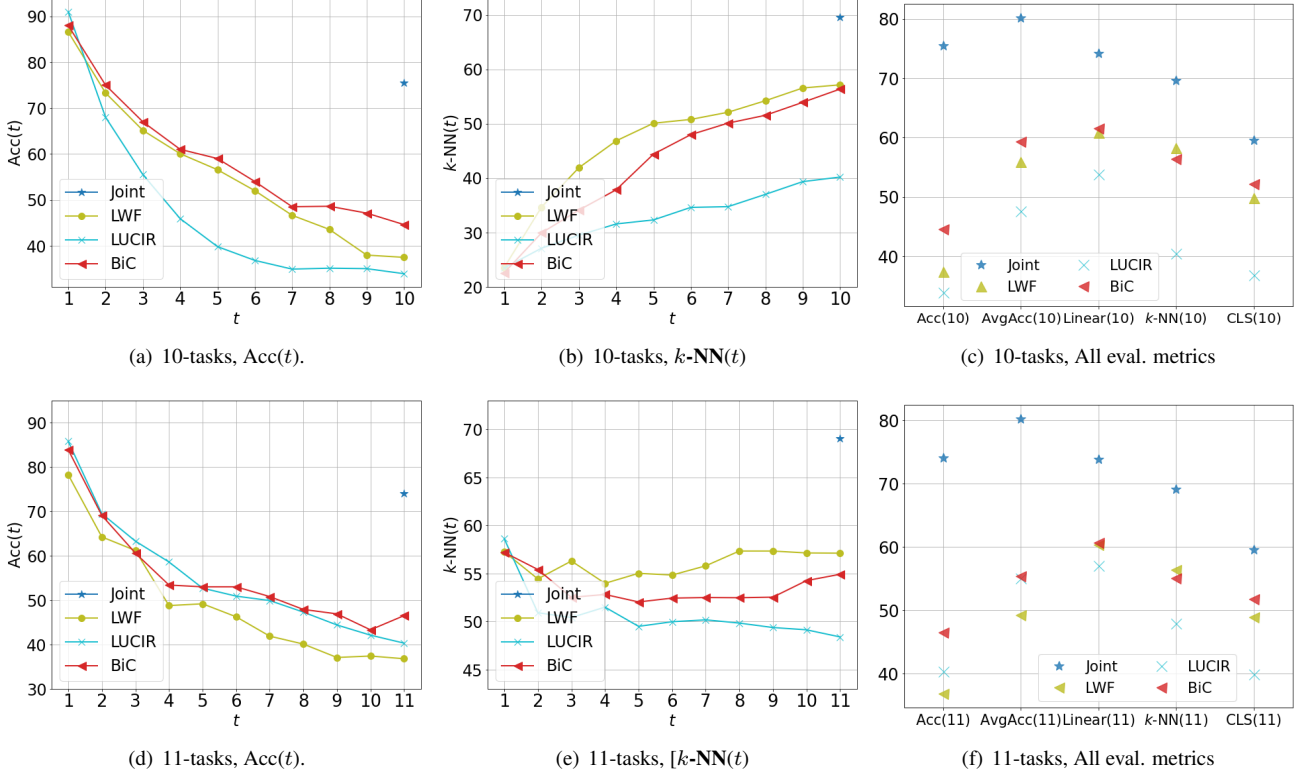 90
80
70
60
50
40
Acc(t)
Joint
LWF
LUCIR
BiC
1 2 3 4 5 6 7 8 9 10
t
(a) 10-tasks, Acc(t).
70
60
50
40
30
20
k-NN(t)
Joint
LWF
LUCIR
BiC
1 2 3 4 5 6 7 8 9 10
t
(b) 10-tasks, k-NN(t)
80
70
60
50
40
Joint LUCIR
LWF BiC
Acc(10) AvgAcc(10) Linear(10) k-NN(10) CLS(10)
(c) 10-tasks, All eval. metrics
90
80
70
60
50
40
30
Acc(t)
Joint
LWF
LUCIR
BiC
1 2 3 4 5 6 7 8 9 10 11
t
(d) 11-tasks, Acc(t).
70
65
60
55
50
45
k-NN(t)
Joint
LWF
LUCIR
BiC
1 2 3 4 5 6 7 8 9 10 11
t
(e) 11-tasks, [k-NN(t)
80
70
60
50
40
Joint LUCIR
LWF BiC
Acc(11) AvgAcc(11) Linear(11) k-NN(11) CLS(11)
(f) 11-tasks, All eval. metrics